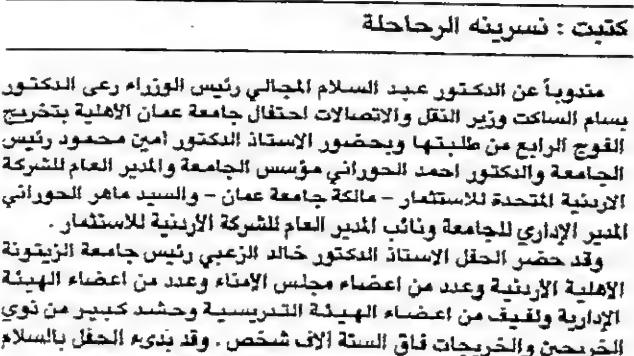 كتبت : نسرينه الرحاحلة
مندوباً عن الدكتور عبد السلام المجالي رئيس الوزراء رعى الدكتور
بسام الساكت وزير النقل والاتصالات احتفال جامعة عمان الاهلية بتخريج
الفوج الرابع من طلبتها وبحضور الاستاذ الدكتور امين محمود رئيس
الجامعة والدكتور احمد الحوراني مؤسس الجامعة والمدير العام للشركة
الاردنية المتحدة للاستثمار - مالكة جامعة عمان - والسيد ماهر الحوراني
المدير الإداري للجامعة ونائب المدير العام للشركة الأردنية للاستثمار .
وقد حضر الحفل الاستاذ الدكتور خالد الزعبي رئيس جامعة الزيتونة
الاهلية الأردنية وعدد من اعضاء مجلس الامناء وعدد من اعضاء الهيئة
الإدارية ولفيف من اعضاء الهيئة التدريسية وحشد كبير من ذوي
الخريجين والخريجات فاق الستة الاف شخص . وقد بدىء الحفل بالسلام